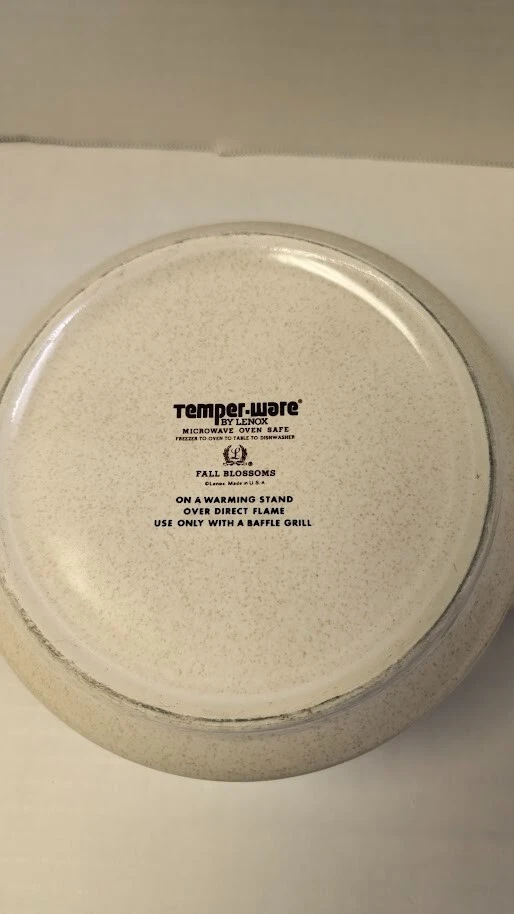 Temper-ware®
BY LENOX
MICROWAVE OVEN SAFE
FREEZER TO OVEN TO TABLE TO DISHWASHER
L ®
FALL BLOSSOMS
©Lenox. Made in U.S.A.
ON A WARMING STAND
OVER DIRECT FLAME
USE ONLY WITH A BAFFLE GRILL